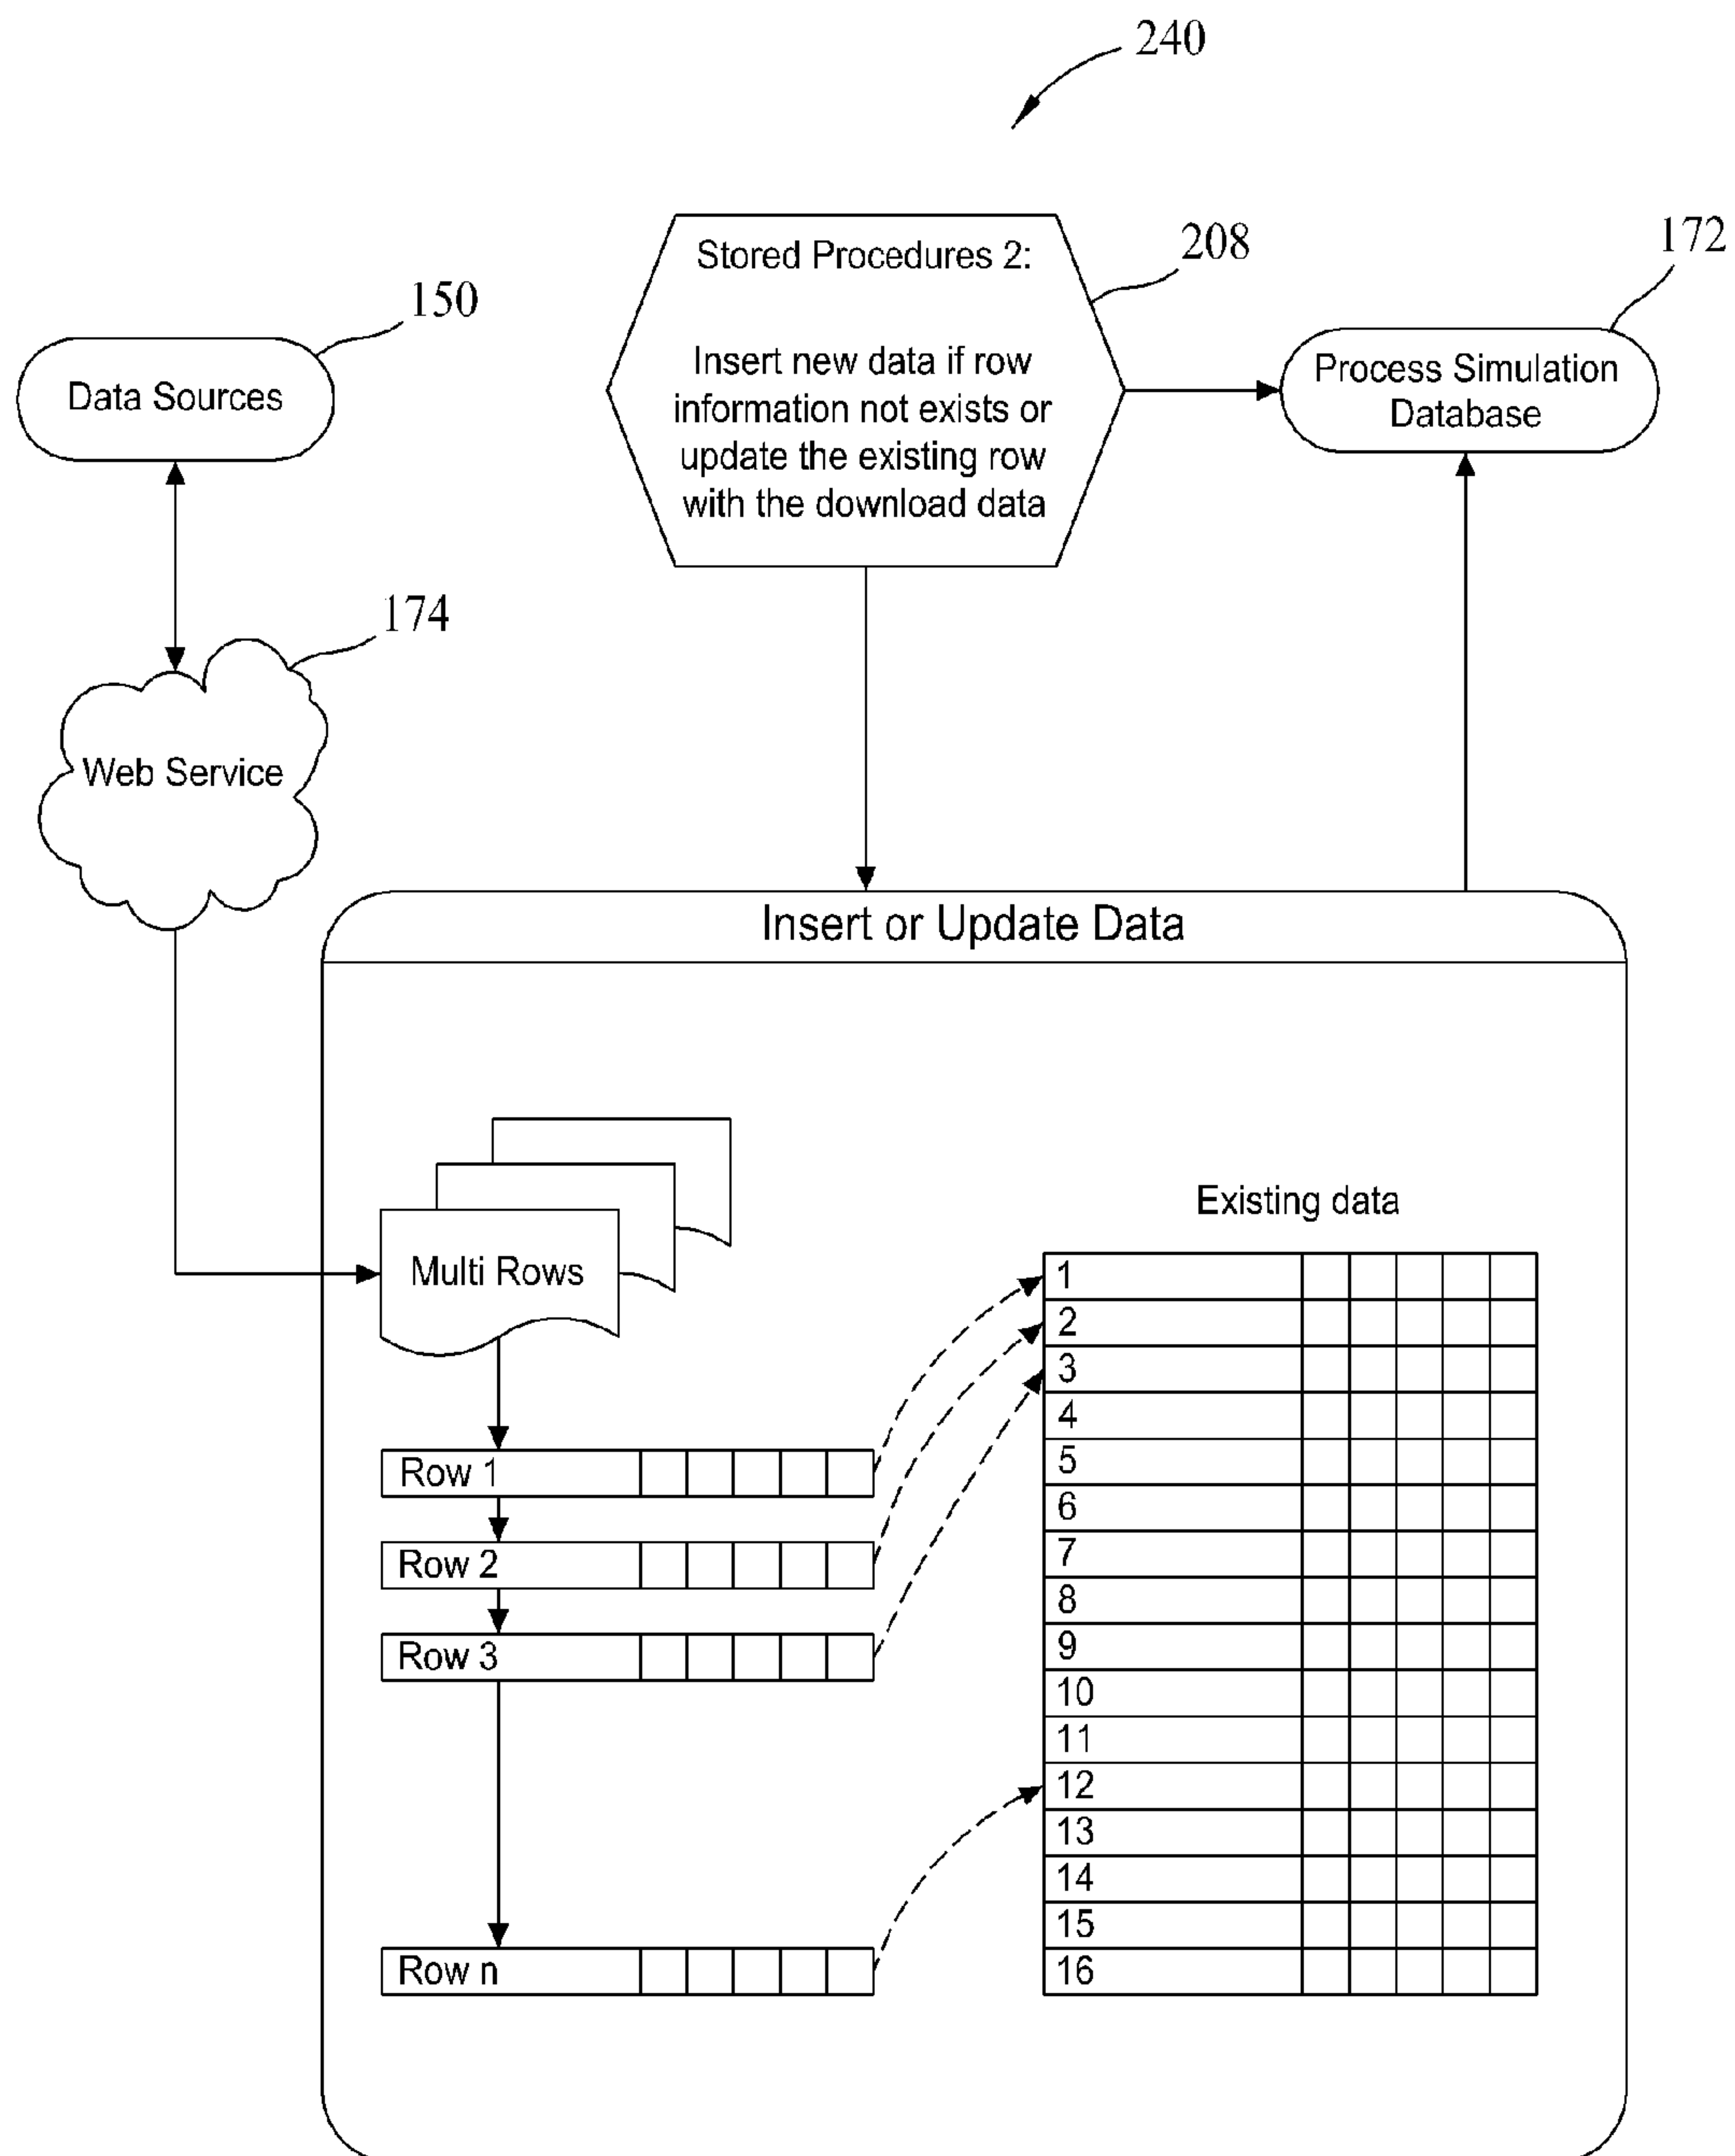 240
208
172
150
Stored Procedures 2:
Insert new data if row
information not exists or
update the existing row
with the download data
Process Simulation
Database
Data Sources
174
Web Service
Insert or Update Data
Multi Rows
Row 1
Row 2
Row 3
Row n
Existing data
1
2
3
4
5
6
7
8
9
10
11
12
13
14
15
16